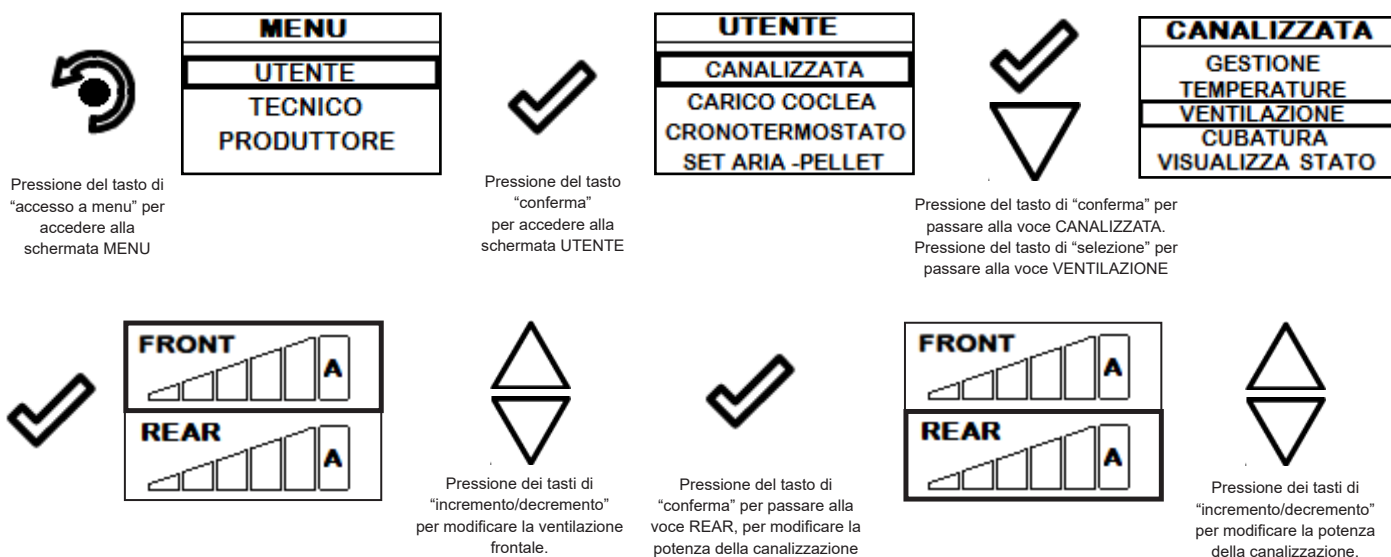 MENU
UTENTE
TECNICO
PRODUTTORE
Pressione del tasto di
“accesso a menu” per
accedere alla
schermata MENU
UTENTE
CANALIZZATA
CARICO COCLEA
CRONOTERMOSTATO
SET ARIA -PELLET
Pressione del tasto
“conferma”
per accedere alla
schermata UTENTE
CANALIZZATA
GESTIONE
TEMPERATURE
VENTILAZIONE
CUBATURA
VISUALIZZA STATO
Pressione del tasto di “conferma” per
passare alla voce CANALIZZATA.
Pressione del tasto di “selezione” per
passare alla voce VENTILAZIONE
FRONT
A
REAR
A
Pressione dei tasti di
“incremento/decremento”
per modificare la ventilazione
frontale.
Pressione del tasto di
“conferma” per passare alla
voce REAR, per modificare la
potenza della canalizzazione
FRONT
A
REAR
A
Pressione dei tasti di
“incremento/decremento”
per modificare la potenza
della canalizzazione.